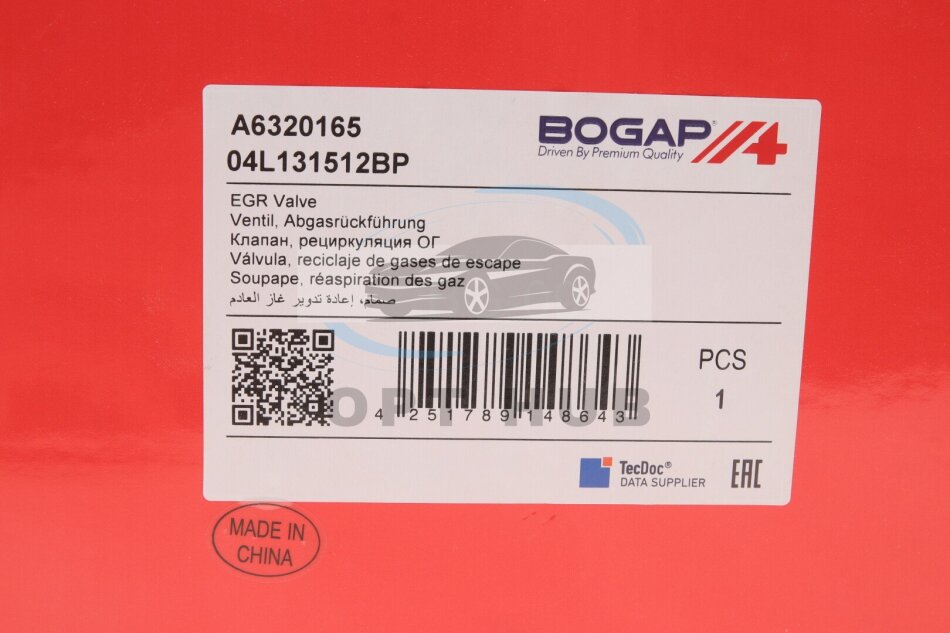 A6320165
04L131512BP
BOGAP®
Driven By Premium Quality
EGR Valve
Ventil, Abgasrückführung
Клапан, рециркуляция ОГ
Válvula, reciclaje de gases de escape
Soupape, réaspiration des gaz
صمام، إعادة تدوير غاز العادم
4 251789 148643
OPT HUB
PCS
1
TecDoc®
DATA SUPPLIER
EAC
MADE IN
CHINA